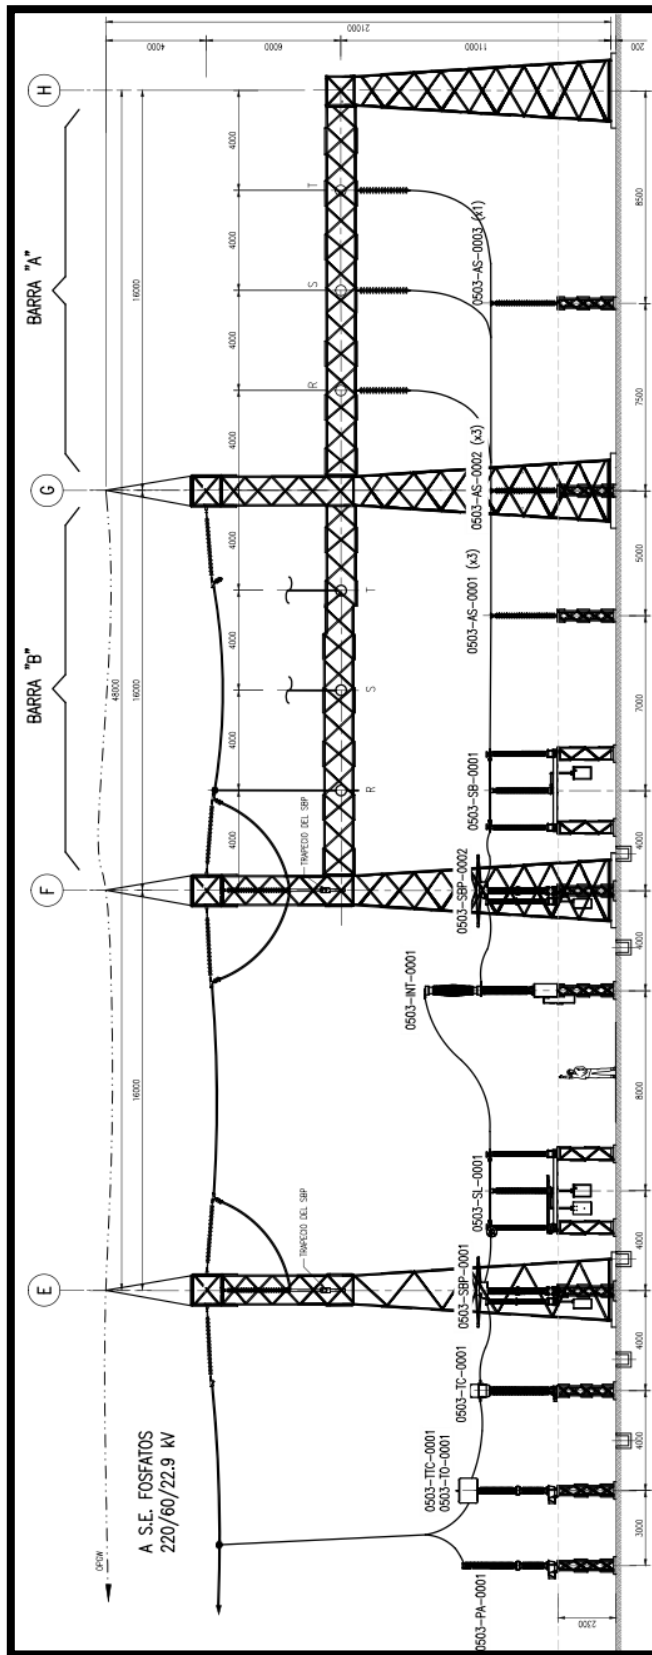 E
F
G
H
BARRA "B"
BARRA "A"
OPGW
48000
16000
16000
16000
4000
6000
21000
11000
200
A S.E. FOSFATOS
220/60/22.9 kV
4000
4000
4000
4000
4000
4000
4000
4000
TRAPECIO DEL SBP
TRAPECIO DEL SBP
R
S
T
R
S
T
0503-PA-0001
0503-TTC-0001
0503-TO-0001
0503-TC-0001
0503-SBP-0001
0503-SL-0001
0503-INT-0001
0503-SBP-0002
0503-SB-0001
0503-AS-0001 (x3)
0503-AS-0002 (x3)
0503-AS-0003 (x1)
2300
3000
4000
4000
4000
8000
4000
4000
7000
5000
7500
8500